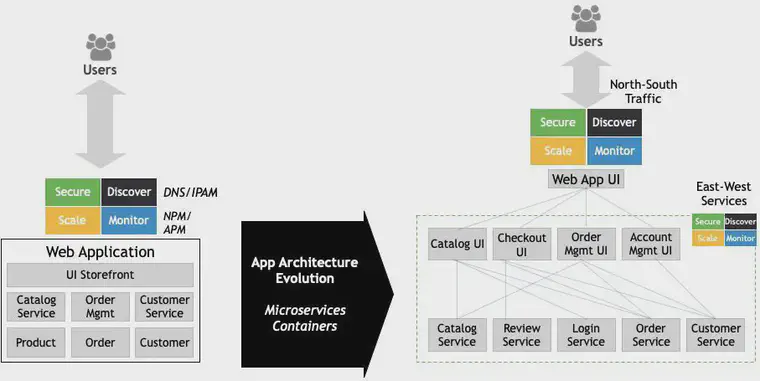 Users
Secure
Discover
DNS/IPAM
Scale
Monitor
NPM/
APM
Web Application
UI Storefront
Catalog
Service
Order
Mgmt
Customer
Service
Product
Order
Customer
App Architecture
Evolution
Microservices
Containers
Users
North-South
Traffic
Secure
Discover
Scale
Monitor
Web App UI
East-West
Services
Secure
Discover
Scale
Monitor
Catalog UI
Checkout
UI
Order
Mgmt UI
Account
Mgmt UI
Catalog
Service
Review
Service
Login
Service
Order
Service
Customer
Service